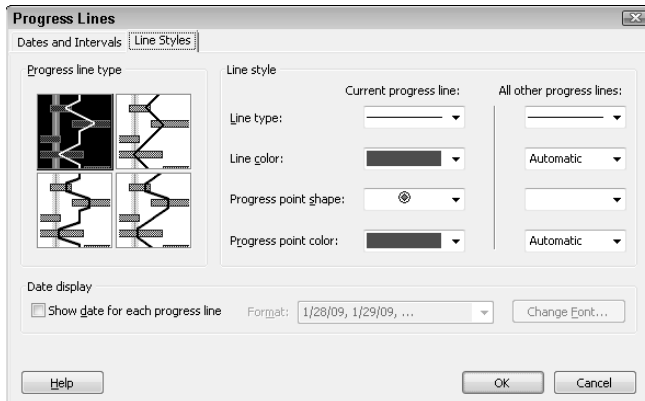 Progress Lines
Dates and Intervals
Line Styles
Progress line type
Line style
Current progress line:
All other progress lines:
Line type:
Line color:
Automatic
Progress point shape:
Progress point color:
Automatic
Date display
Show date for each progress line
Format:
1/28/09, 1/29/09, ...
Change Font...
Help
OK
Cancel